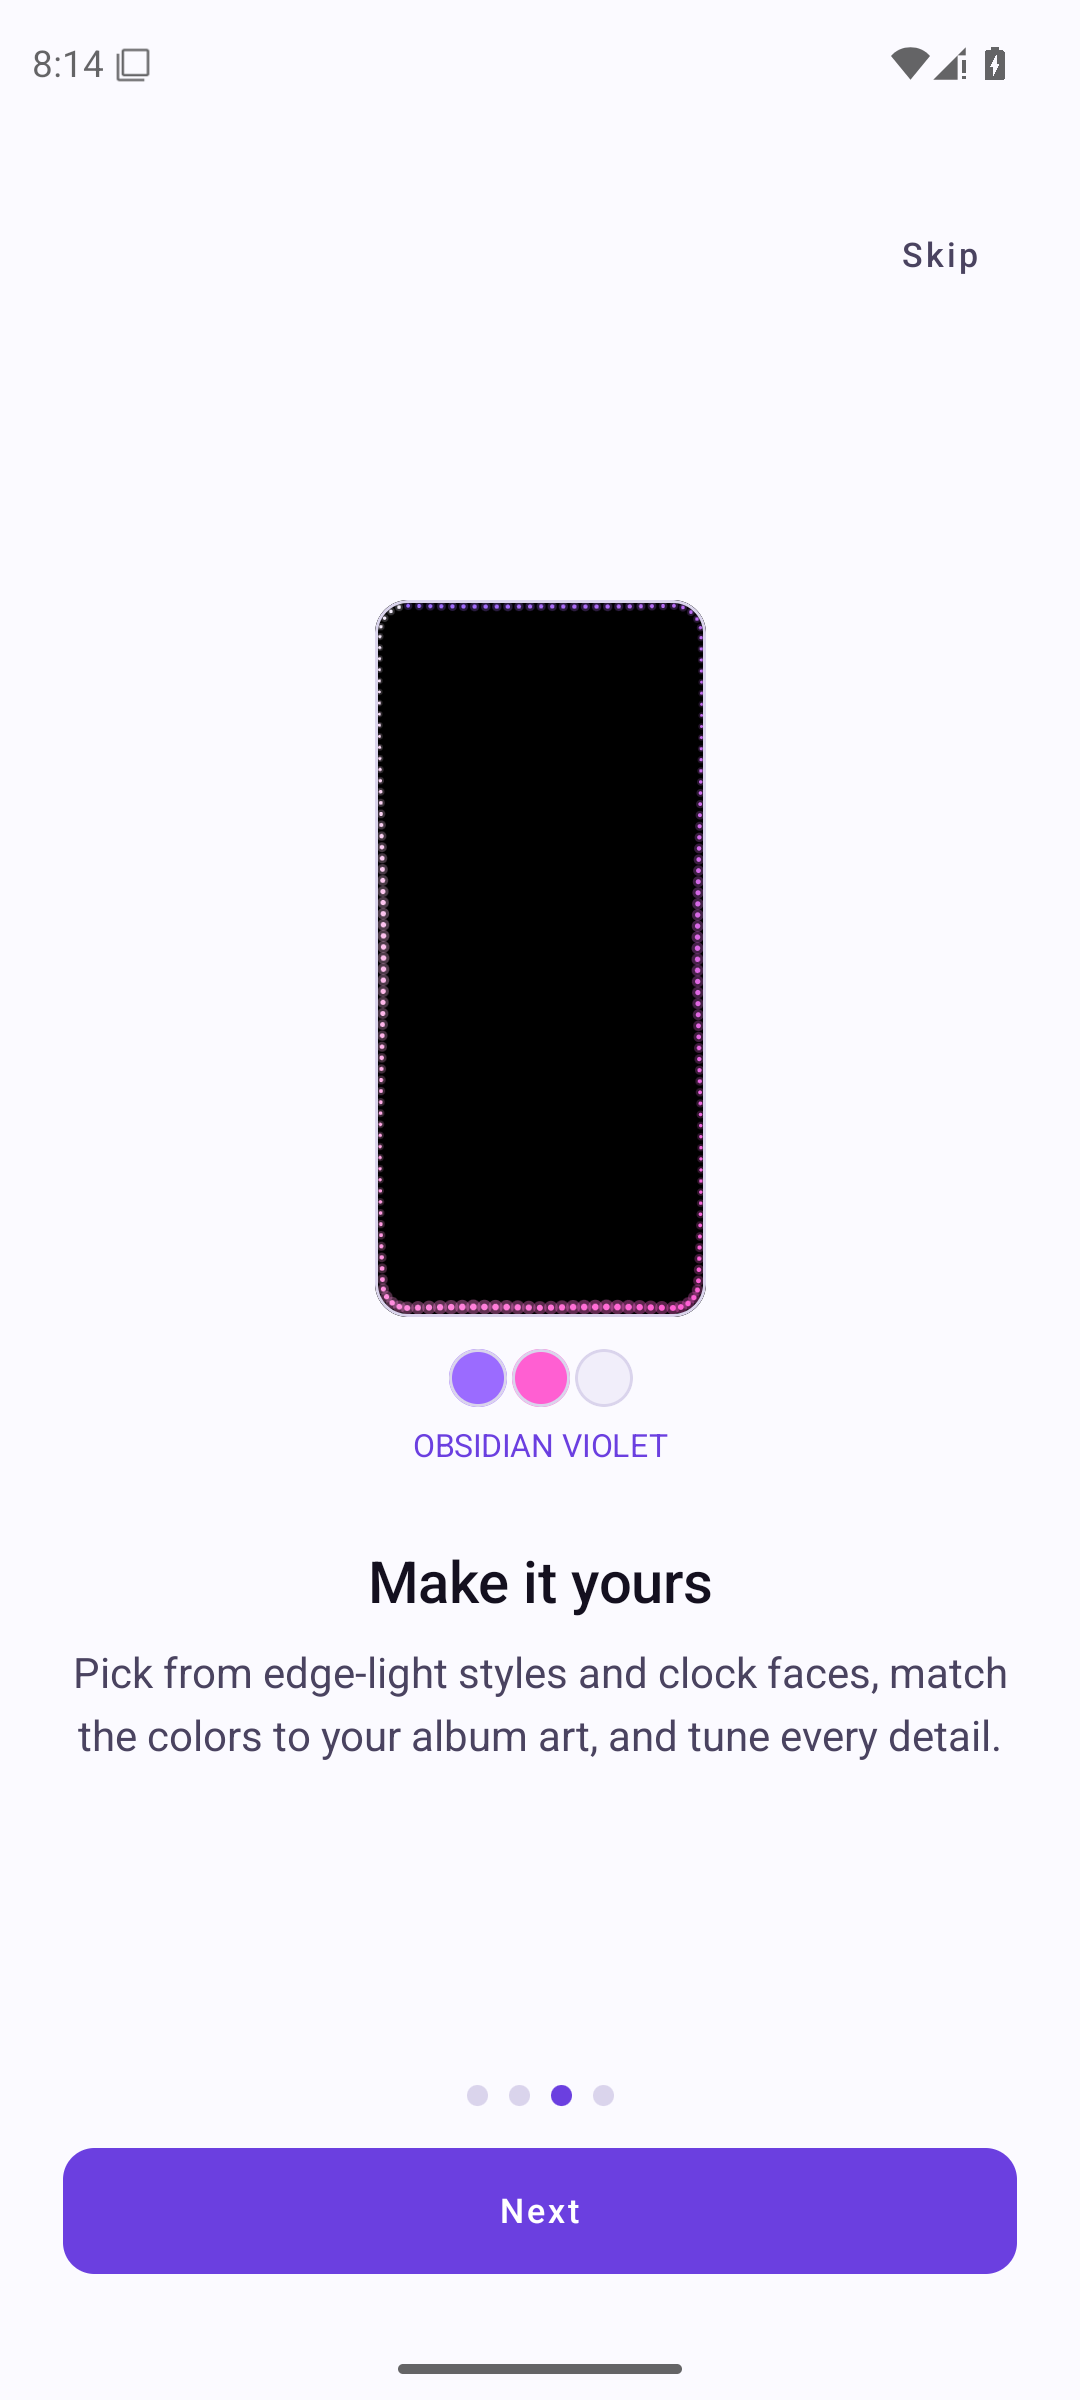 8:14
Skip
OBSIDIAN VIOLET
Make it yours
Pick from edge-light styles and clock faces, match
the colors to your album art, and tune every detail.
Next